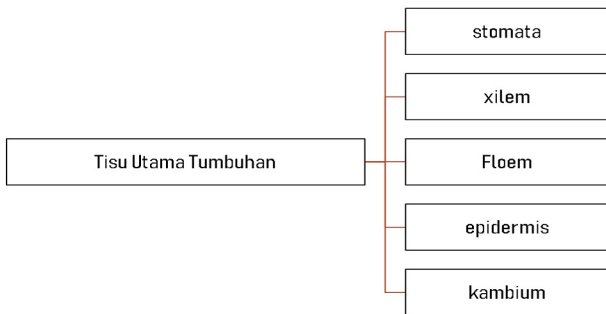 stomata
xilem
Tisu Utama Tumbuhan
Floem
epidermis
kambium